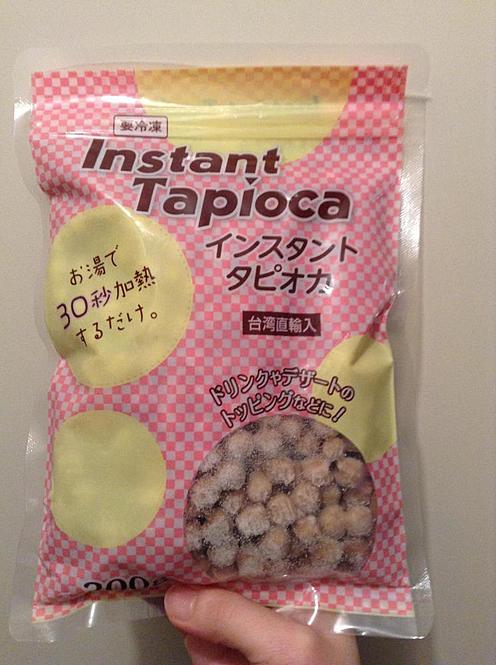 要冷凍
Instant
Tapioca
インスタント
タピオカ
お湯で
30秒加熱
するだけ。
台湾直輸入
ドリンクやデザートの
トッピングなどに!
300g